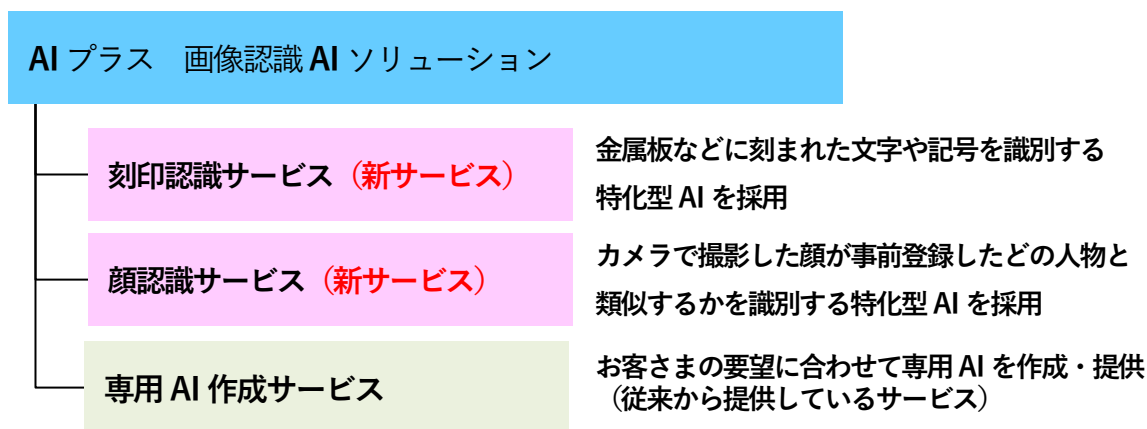 AI プラス　画像認識 AI ソリューション
刻印認識サービス（新サービス）
金属板などに刻まれた文字や記号を識別する
特化型 AI を採用
顔認識サービス（新サービス）
カメラで撮影した顔が事前登録したどの人物と
類似するかを識別する特化型 AI を採用
専用 AI 作成サービス
お客さまの要望に合わせて専用 AI を作成・提供
（従来から提供しているサービス）